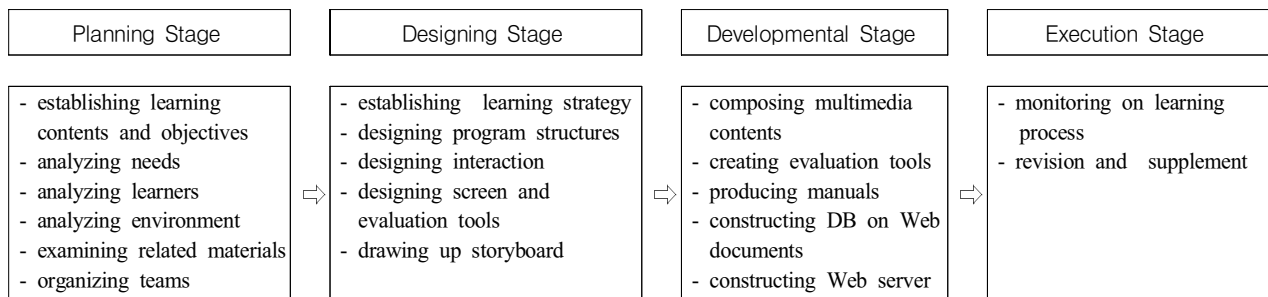 Planning Stage
Designing Stage
Developmental Stage
Execution Stage
- establishing learning
contents and objectives
- analyzing needs
- analyzing learners
- analyzing environment
- examining related materials
- organizing teams
- establishing learning strategy
- designing program structures
- designing interaction
- designing screen and
evaluation tools
- drawing up storyboard
- composing multimedia
contents
- creating evaluation tools
- producing manuals
- constructing DB on Web
documents
- constructing Web server
- monitoring on learning
process
- revision and supplement